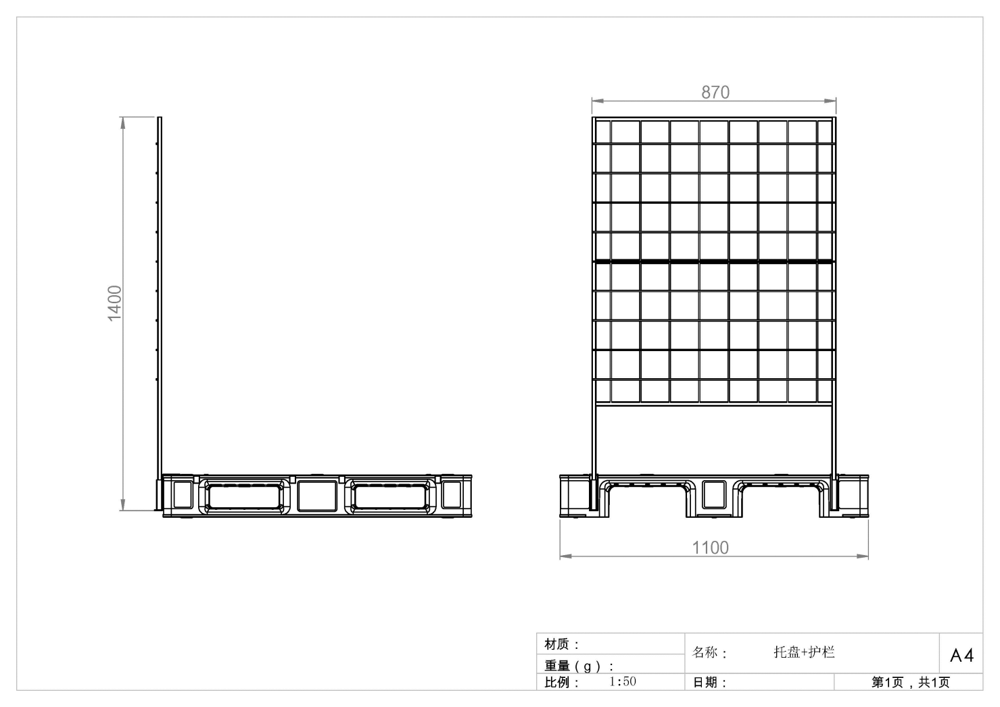 870
1400
1100
材质：
名称： 托盘+护栏
A4
重量(g)：
比例： 1:50
日期：
第1页，共1页